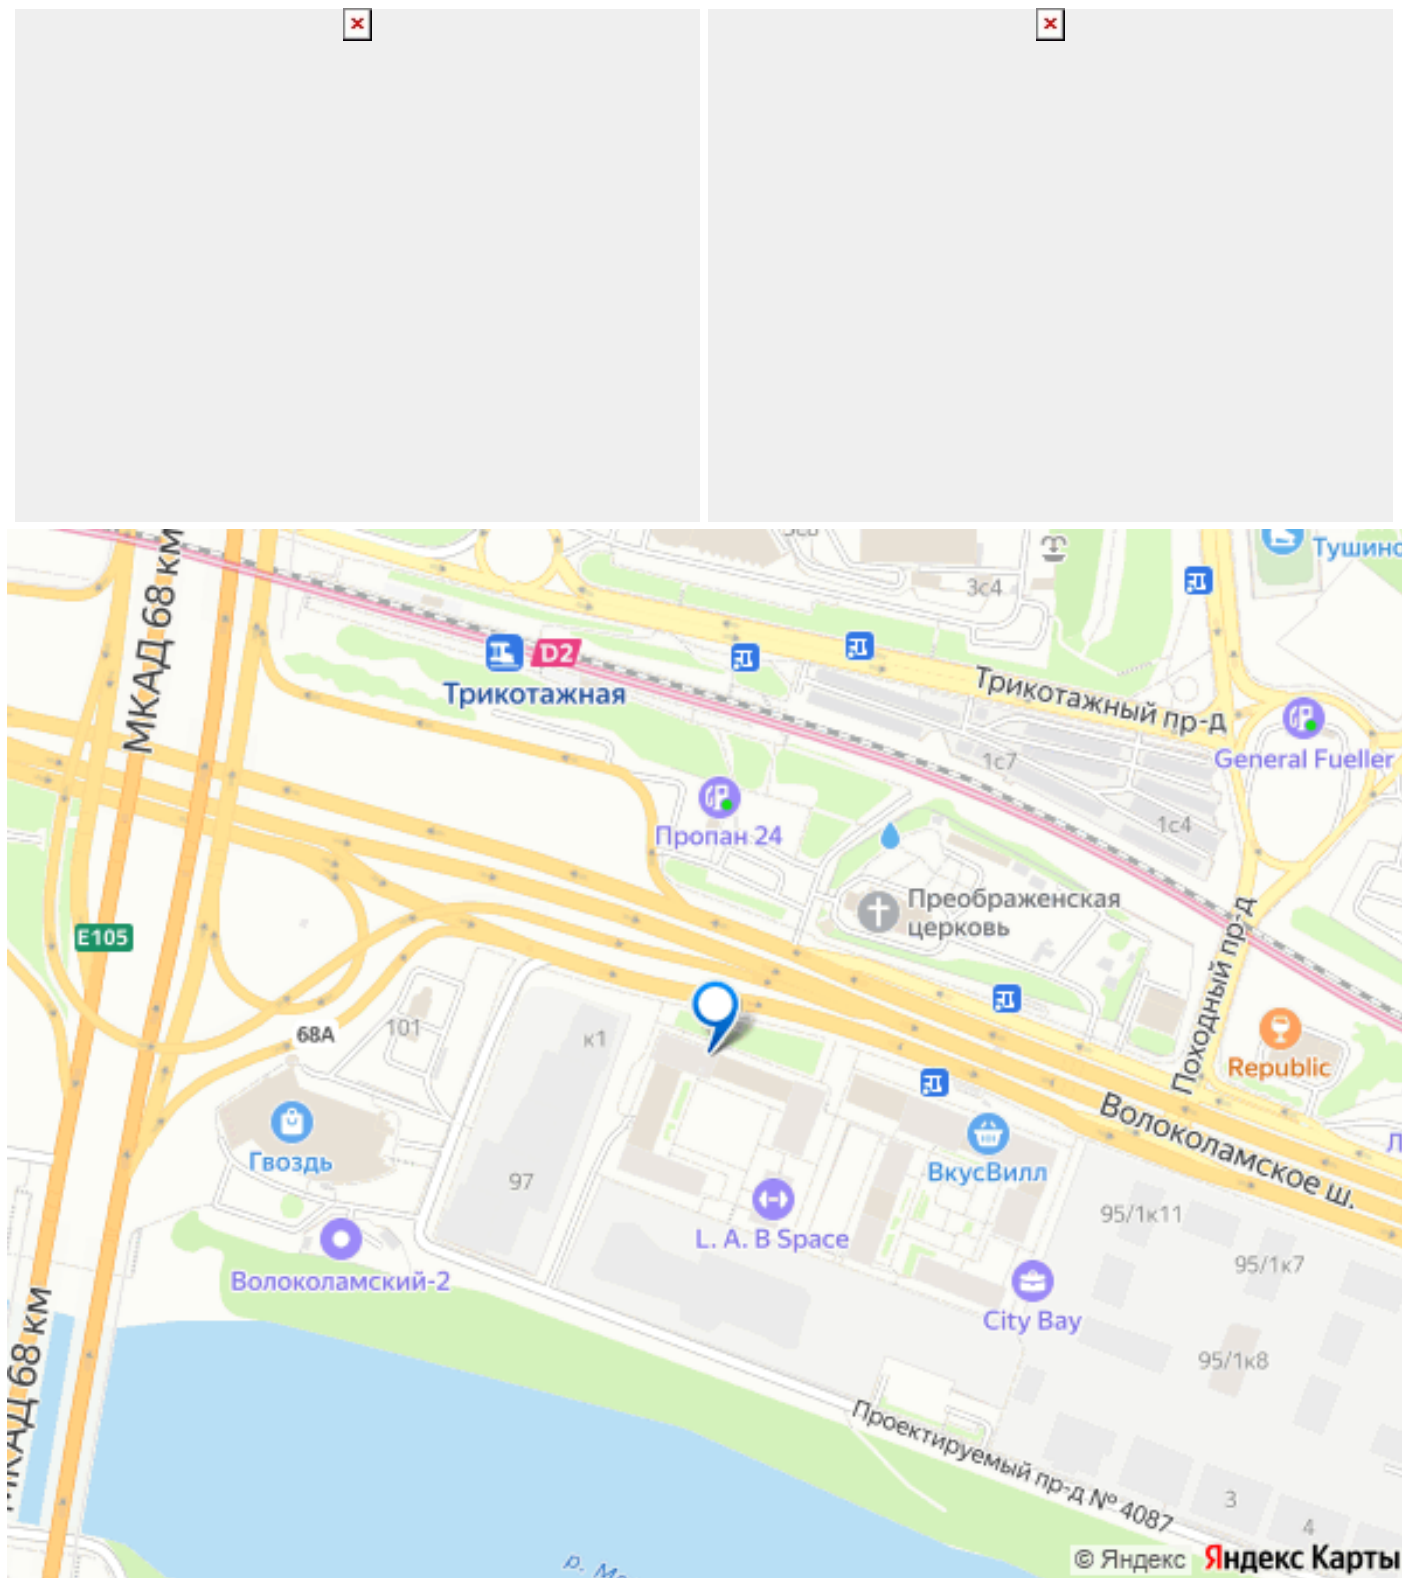 МКАД 68 км
3с4
Тушинс
D2
Трикотажная
Трикотажный пр-д
General Fueller
1с7
1с4
Пропан 24
Преображенская
церковь
E105
Походный пр-д
101
68А
к1
Republic
Волоколамское ш.
Гвоздь
97
ВкусВилл
L. A. B Space
95/1к11
95/1к7
Волоколамский-2
City Bay
95/1к8
МКАД 68 км
Проектируемый пр-д № 4087
3
4
р. Мо
© Яндекс
Яндекс Карты